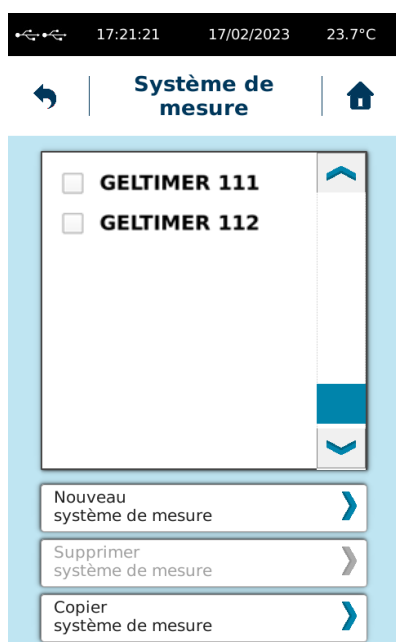 17:21:21 17/02/2023 23.7°C
Système de
mesure
GELTIMER 111
GELTIMER 112
Nouveau
système de mesure
Supprimer
système de mesure
Copier
système de mesure